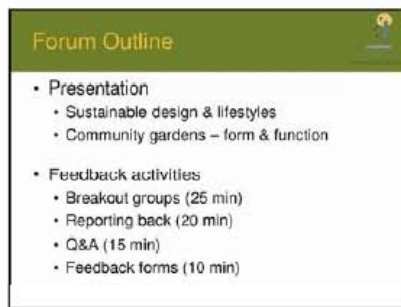 Forum Outline
• Presentation
• Sustainable design & lifestyles
• Community gardens – form & function
• Feedback activities
• Breakout groups (25 min)
• Reporting back (20 min)
• Q&A (15 min)
• Feedback forms (10 min)